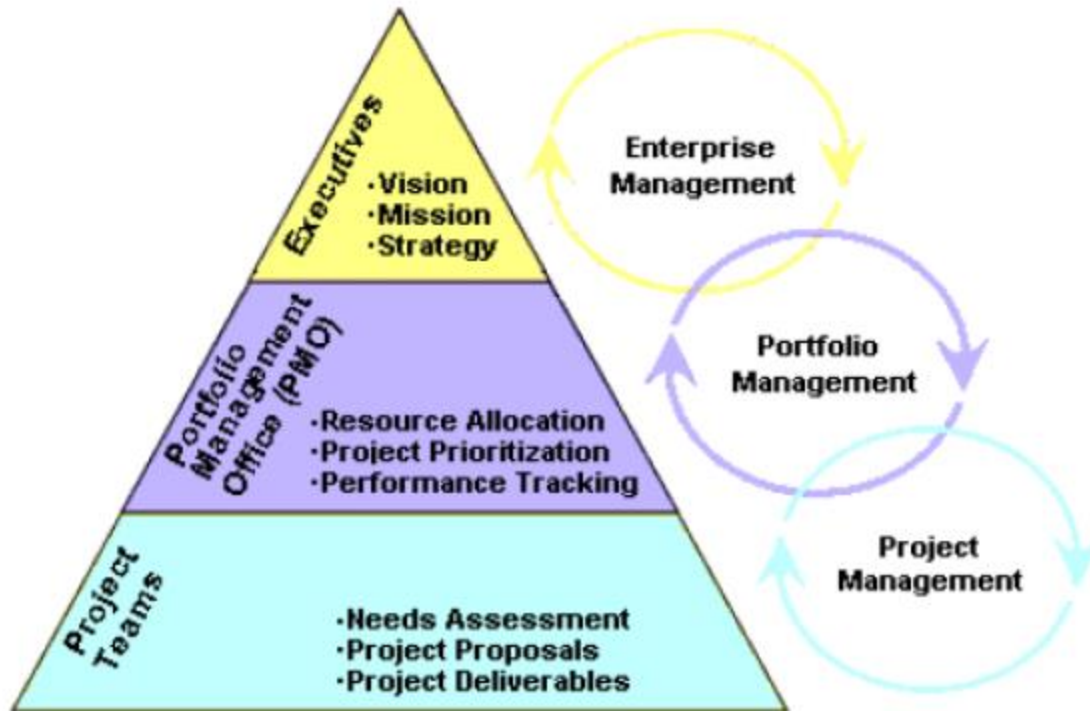 Executives
·Vision
·Mission
·Strategy
Enterprise
Management
Portfolio
Management
Office (PMO)
·Resource Allocation
·Project Prioritization
·Performance Tracking
Portfolio
Management
Project
Teams
·Needs Assessment
·Project Proposals
·Project Deliverables
Project
Management